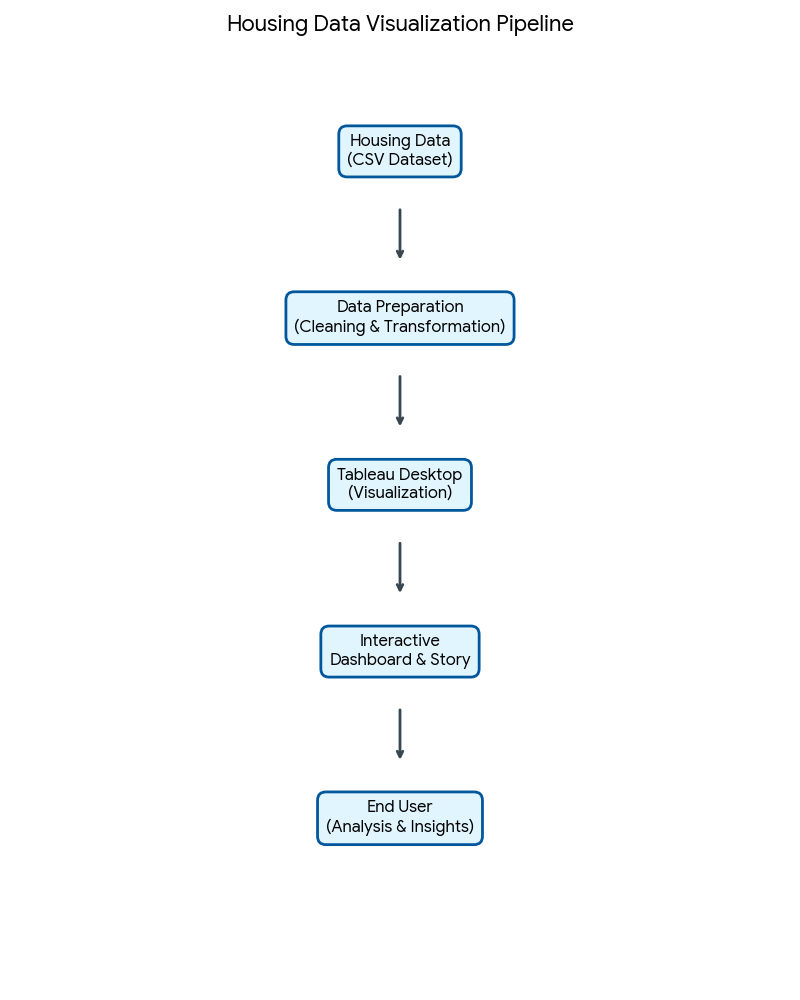 Housing Data Visualization Pipeline
Housing Data
(CSV Dataset)
Data Preparation
(Cleaning & Transformation)
Tableau Desktop
(Visualization)
Interactive
Dashboard & Story
End User
(Analysis & Insights)